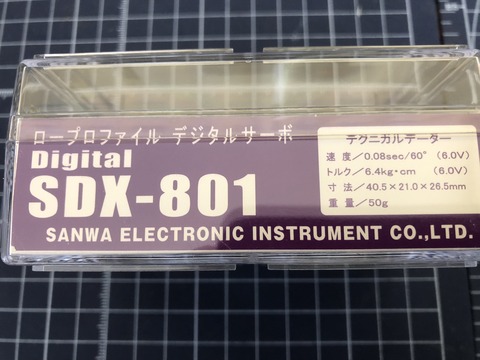 ロープロファイル デジタルサーボ
Digital
SDX-801
SANWA ELECTRONIC INSTRUMENT CO.,LTD.
テクニカルデーター
速 度／0.08sec/60° (6.0V)
トルク／6.4kg・cm (6.0V)
寸 法／40.5×21.0×26.5mm
重 量／50g